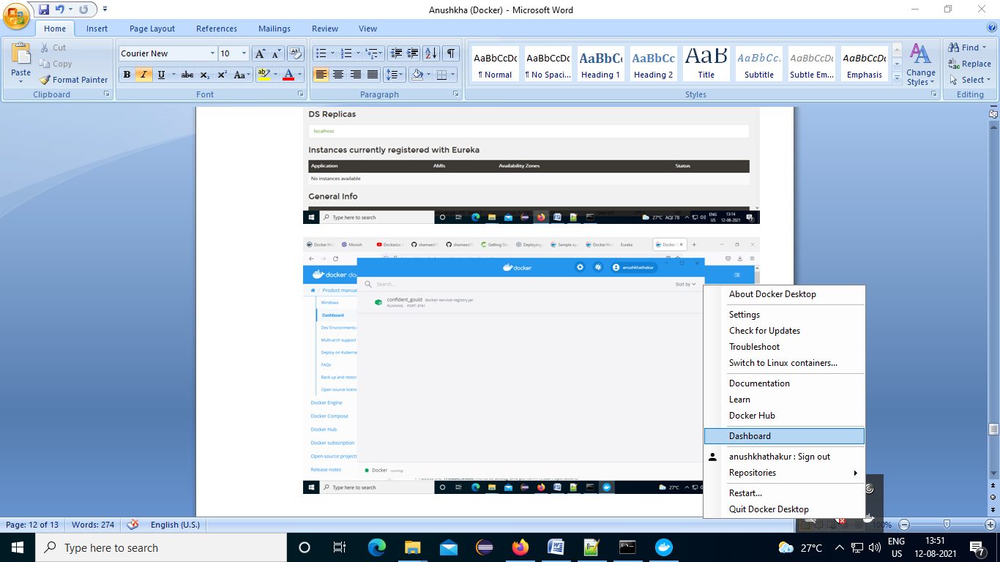 Anushkha (Docker) - Microsoft Word
Home Insert Page Layout References Mailings Review View
Paste
Cut
Copy
Format Painter
Clipboard
Courier New 10
B I U abc X₂ X² Aa
Font
Paragraph
AaBbCcDc AaBbCcDc AaBbC AaBbCc AaB AaBbCc. AaBbCcDc AaBbCcDc
¶ Normal ¶ No Spaci... Heading 1 Heading 2 Title Subtitle Subtle Em... Emphasis
Change Styles
Styles
Find
Replace
Select
Editing
DS Replicas
localhost
Instances currently registered with Eureka
Application AMIs Availability Zones Status
No instances available
General Info
Type here to search 27°C AQI 78 ENG US 13:14 12-08-2021
Docker Hu Morioh Dockerize shameed1 shameed1 Getting Sta Deploying Sample app Docker Hu Eureka Docker
docker do
docker anushkhathakur
Product manual
Search... Sort by
Windows
confident_gould docker-service-registry.jar
RUNNING PORT: 8761
Dashboard
Dev Environments
Multi-arch support
Deploy on Kuberne
FAQs
Back up and restor
Open source licens
Docker Engine
Docker Compose
Docker Hub
Docker subscription
Open-source projects
Release notes
Docker running
Type here to search 27°C
About Docker Desktop
Settings
Check for Updates
Troubleshoot
Switch to Linux containers...
Documentation
Learn
Docker Hub
Dashboard
anushkhathakur : Sign out
Repositories
Restart...
Quit Docker Desktop
Page: 12 of 13 Words: 274 English (U.S.) 100%
Type here to search 27°C ENG US 13:51 12-08-2021 7